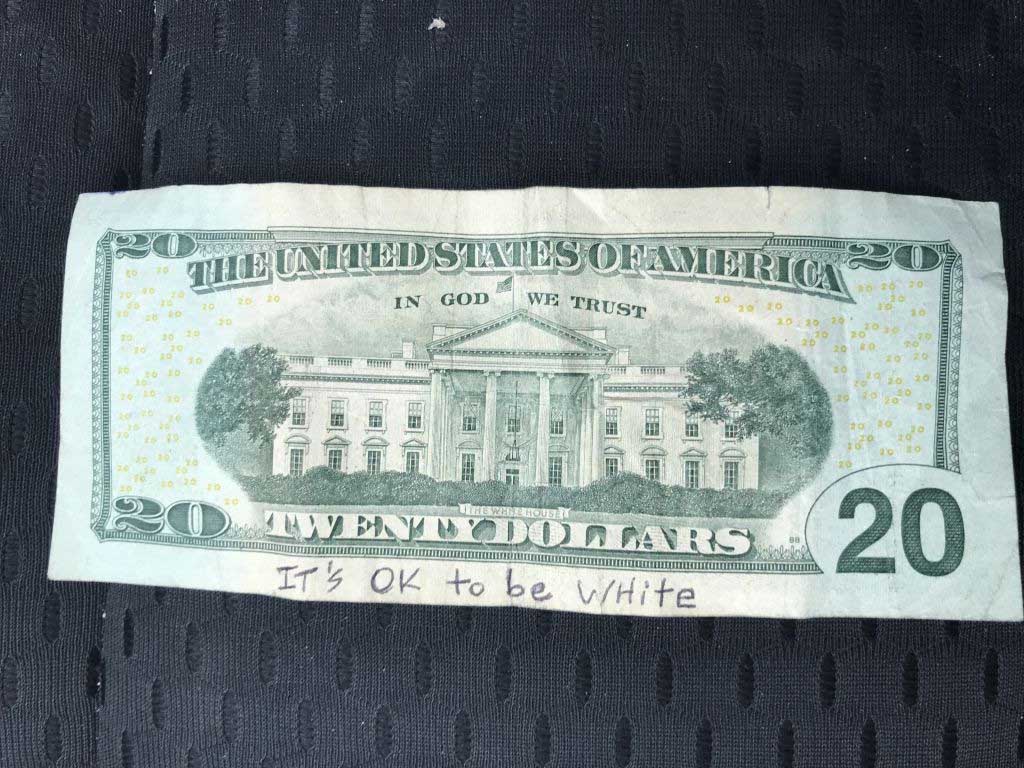 20 THE UNITED STATES OF AMERICA 20
IN GOD WE TRUST
THE WHITE HOUSE
20 TWENTY DOLLARS 20
BB
IT's OK to be WHite